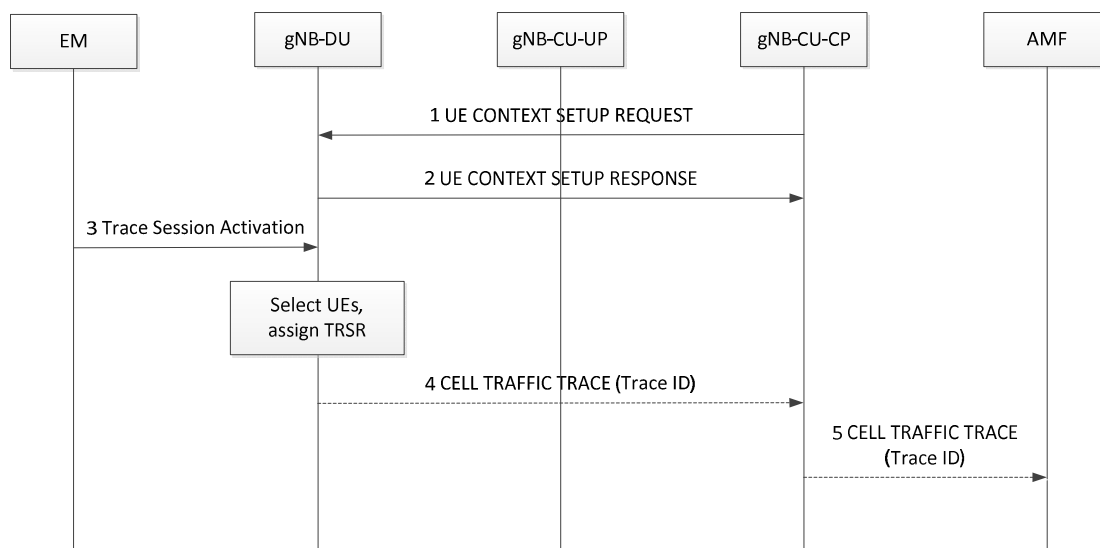 EM
gNB-DU
gNB-CU-UP
gNB-CU-CP
AMF
1 UE CONTEXT SETUP REQUEST
2 UE CONTEXT SETUP RESPONSE
3 Trace Session Activation
Select UEs,
assign TRSR
4 CELL TRAFFIC TRACE (Trace ID)
5 CELL TRAFFIC TRACE
(Trace ID)